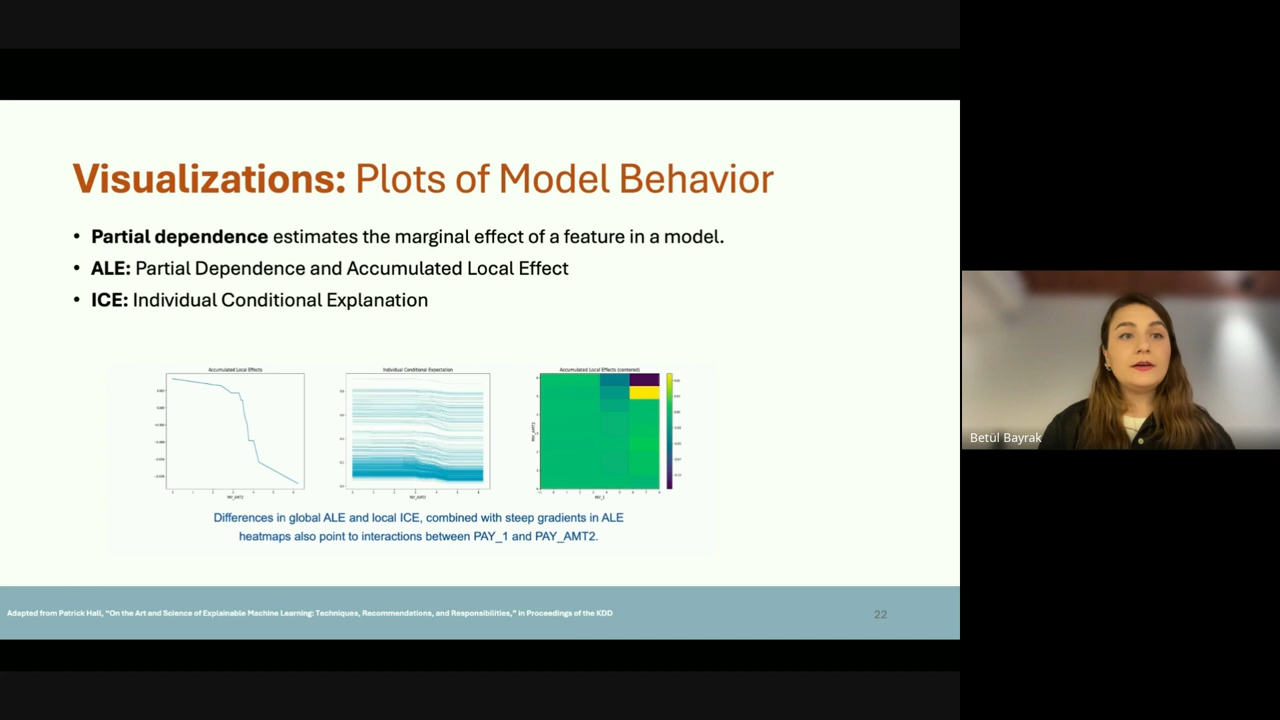 Visualizations: Plots of Model Behavior
• Partial dependence estimates the marginal effect of a feature in a model.
• ALE: Partial Dependence and Accumulated Local Effect
• ICE: Individual Conditional Explanation
Accumulated Local Effects
Individual Conditional Expectation
Accumulated Local Effects (centered)
PAY_AMT2
PAY_AMT2
PAY_AMT2
PAY_1
Differences in global ALE and local ICE, combined with steep gradients in ALE
heatmaps also point to interactions between PAY_1 and PAY_AMT2.
Adapted from Patrick Hall, "On the Art and Science of Explainable Machine Learning: Techniques, Recommendations, and Responsibilities," in Proceedings of the KDD
22
Betül Bayrak